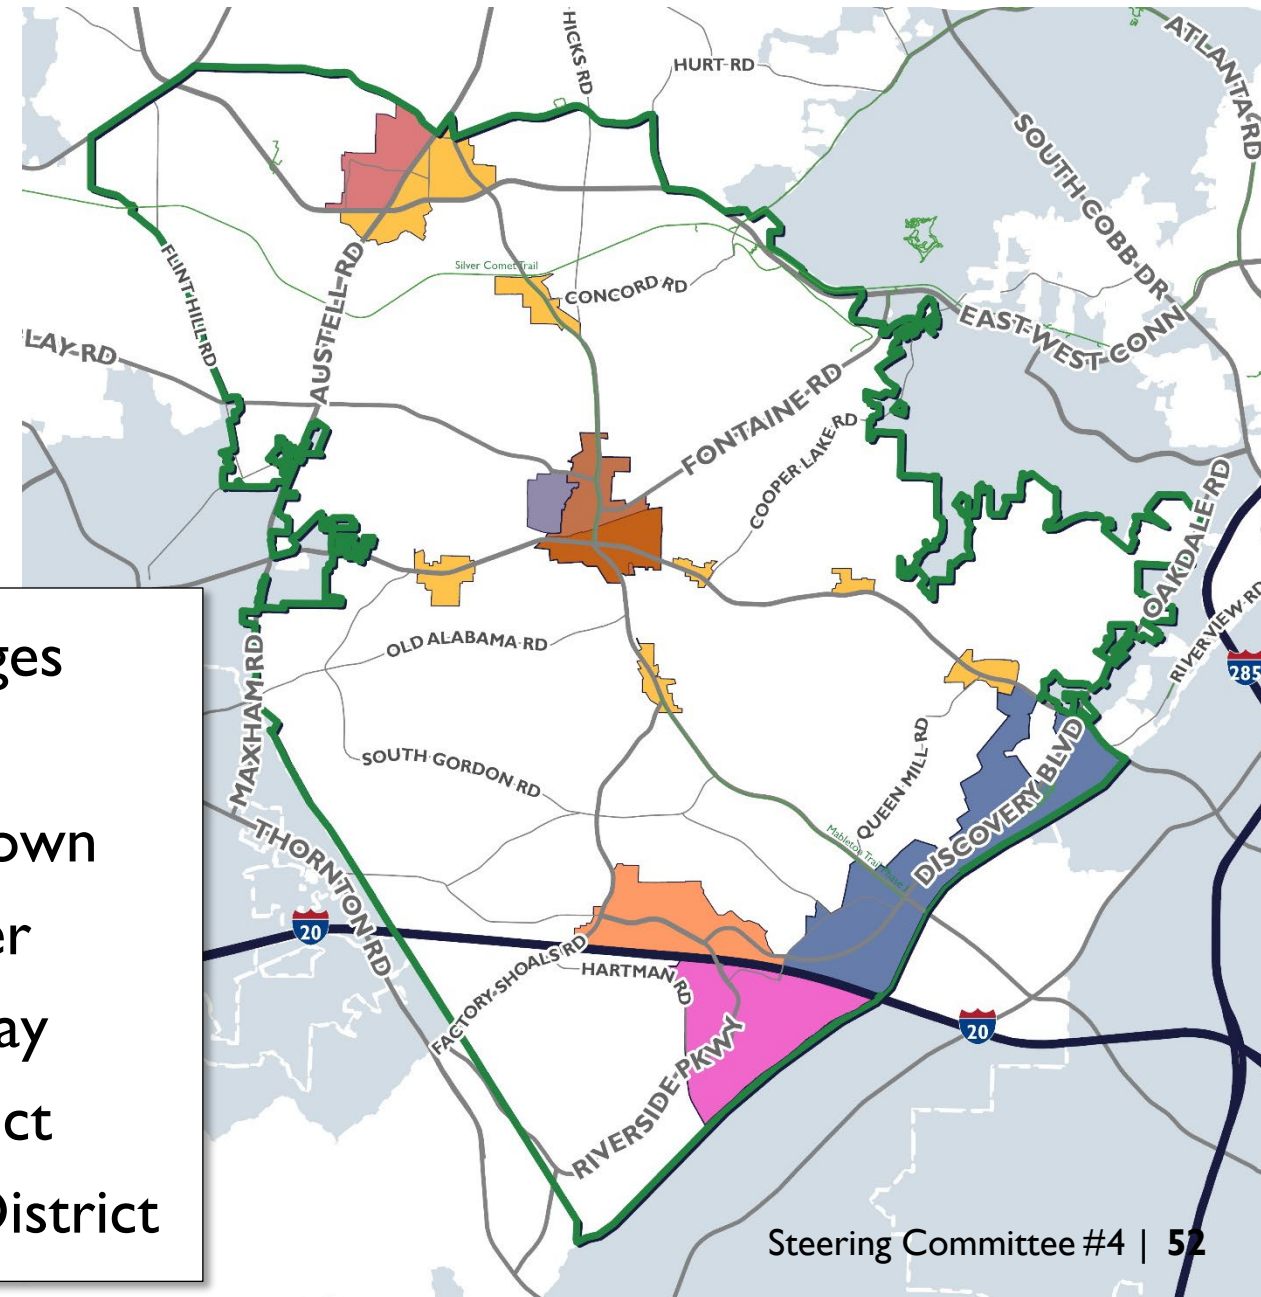 HICKS RD
HURT RD
ATLANTA RD
SOUTH COBB DR
FLINT HILL RD
AUSTELL RD
Silver Comet Trail
CONCORD RD
EAST-WEST CONN
LAY RD
FONTAINE RD
COOPER LAKE RD
OAKDALE RD
RIVERVIEW RD
285
OLD ALABAMA RD
MAXHAM RD
SOUTH GORDON RD
QUEEN MILL RD
DISCOVERY BLVD
Mableton Trail Phase I
THORNTON RD
20
FACTORY SHOALS RD
HARTMAN RD
20
RIVERSIDE PKWY
ges
own
er
ay
ct
District
Steering Committee #4 | 52